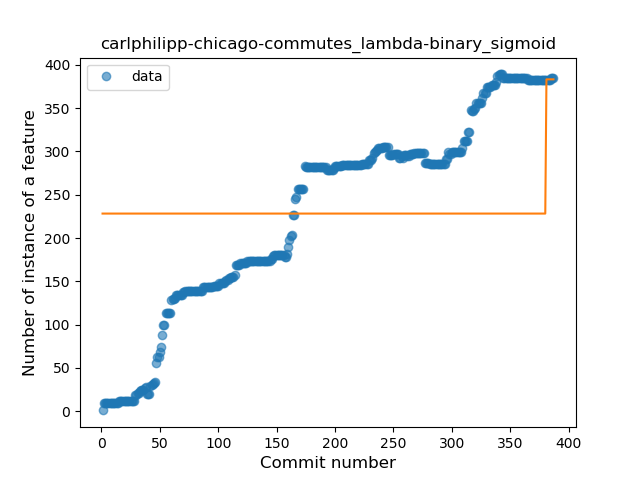 carlphilipp-chicago-commutes_lambda-binary_sigmoid
data
Number of instance of a feature
400
350
300
250
200
150
100
50
0
0 50 100 150 200 250 300 350 400
Commit number